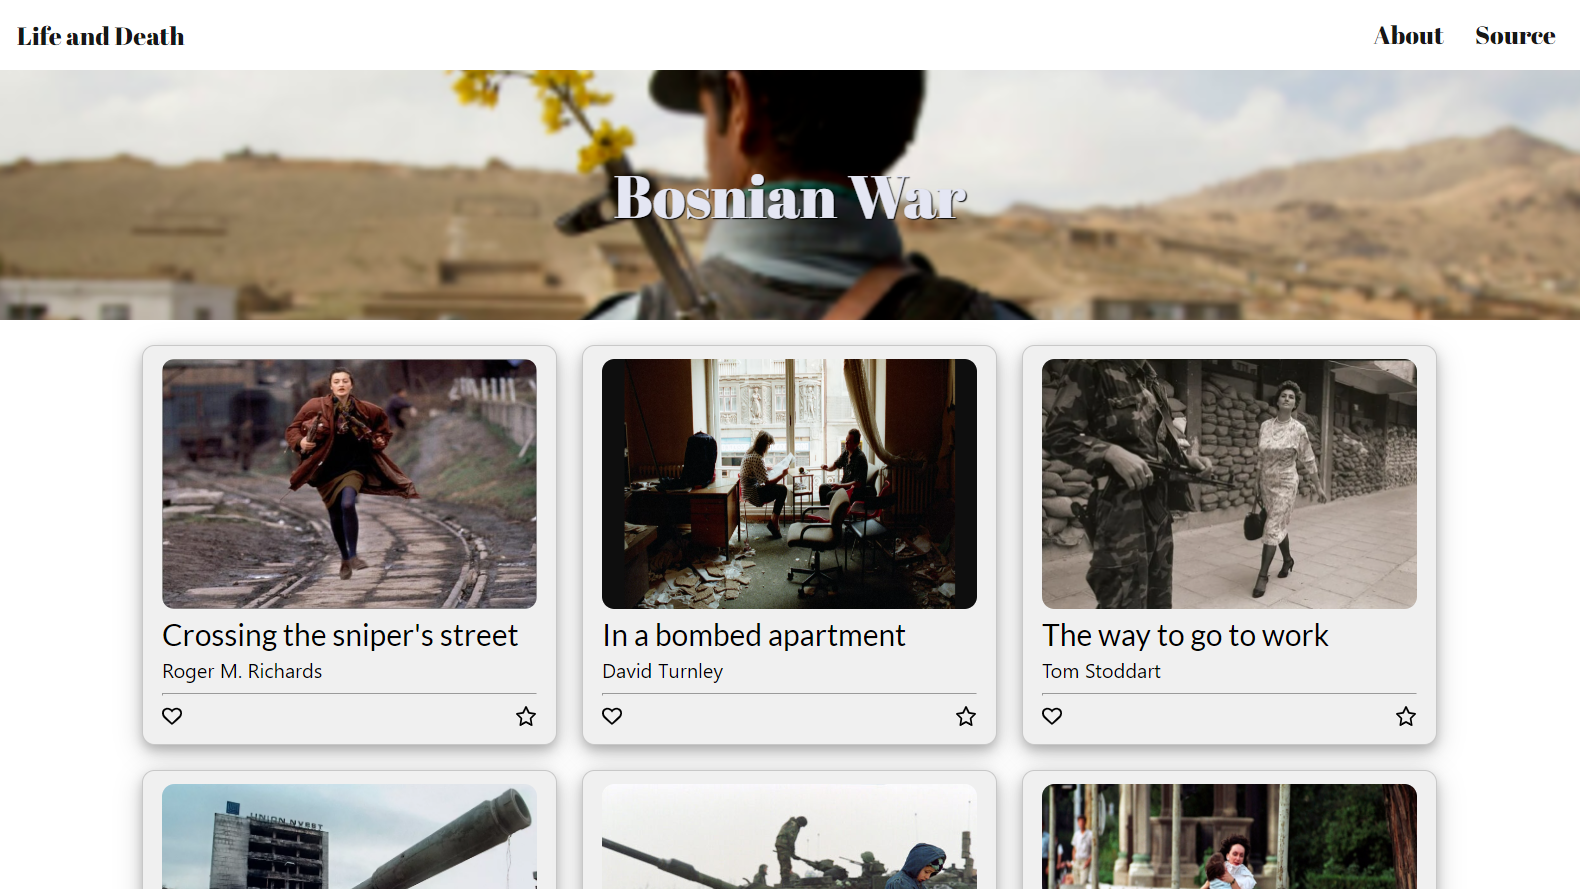 Life and Death
About
Source
Bosnian War
Crossing the sniper's street
Roger M. Richards
In a bombed apartment
David Turnley
The way to go to work
Tom Stoddart
UNION NVEST